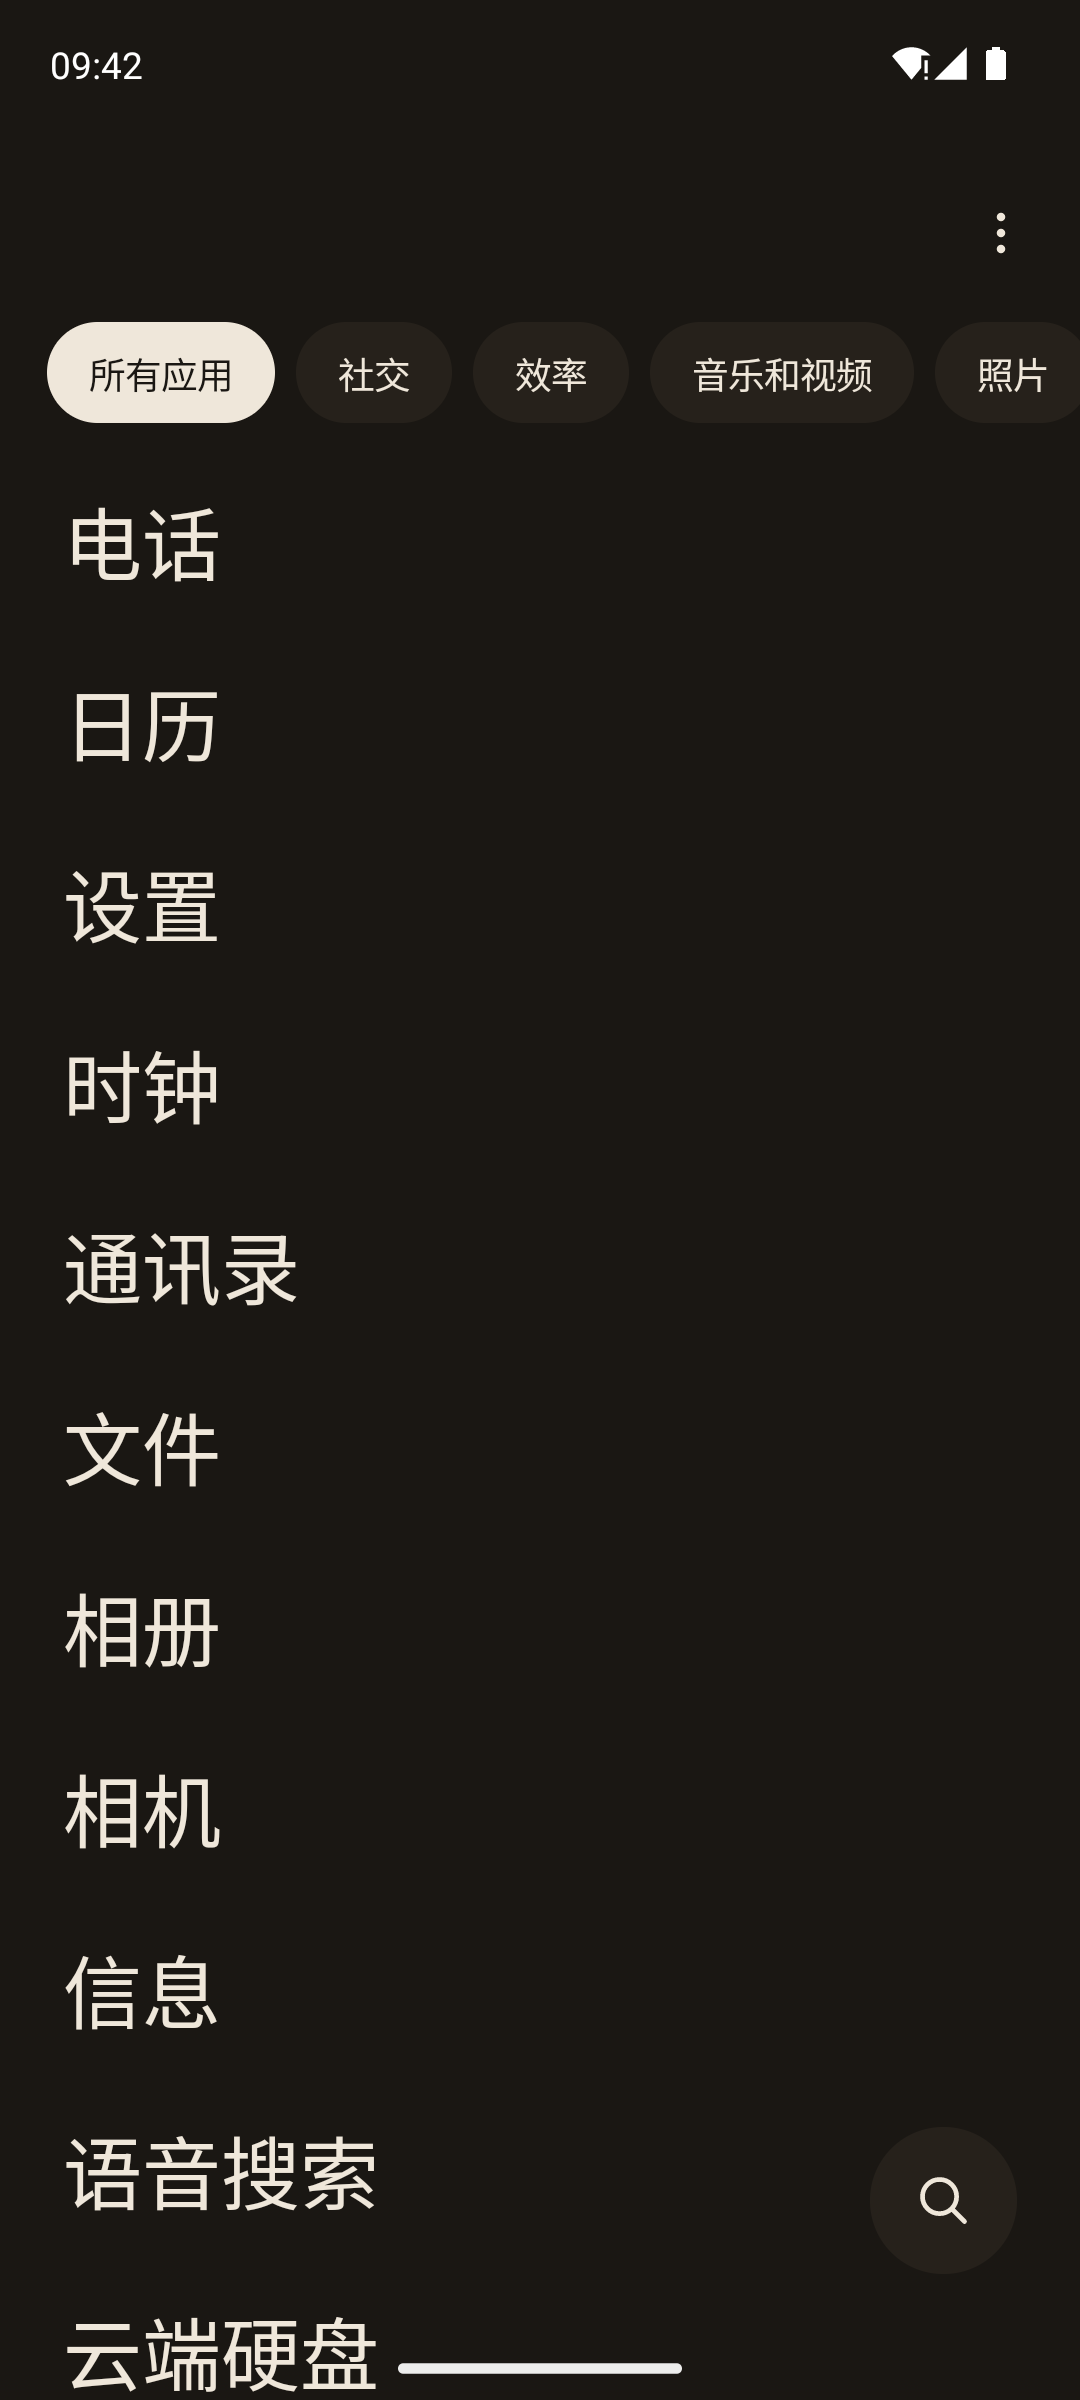 09:42
所有应用 社交 效率 音乐和视频 照片
电话
日历
设置
时钟
通讯录
文件
相册
相机
信息
语音搜索
云端硬盘